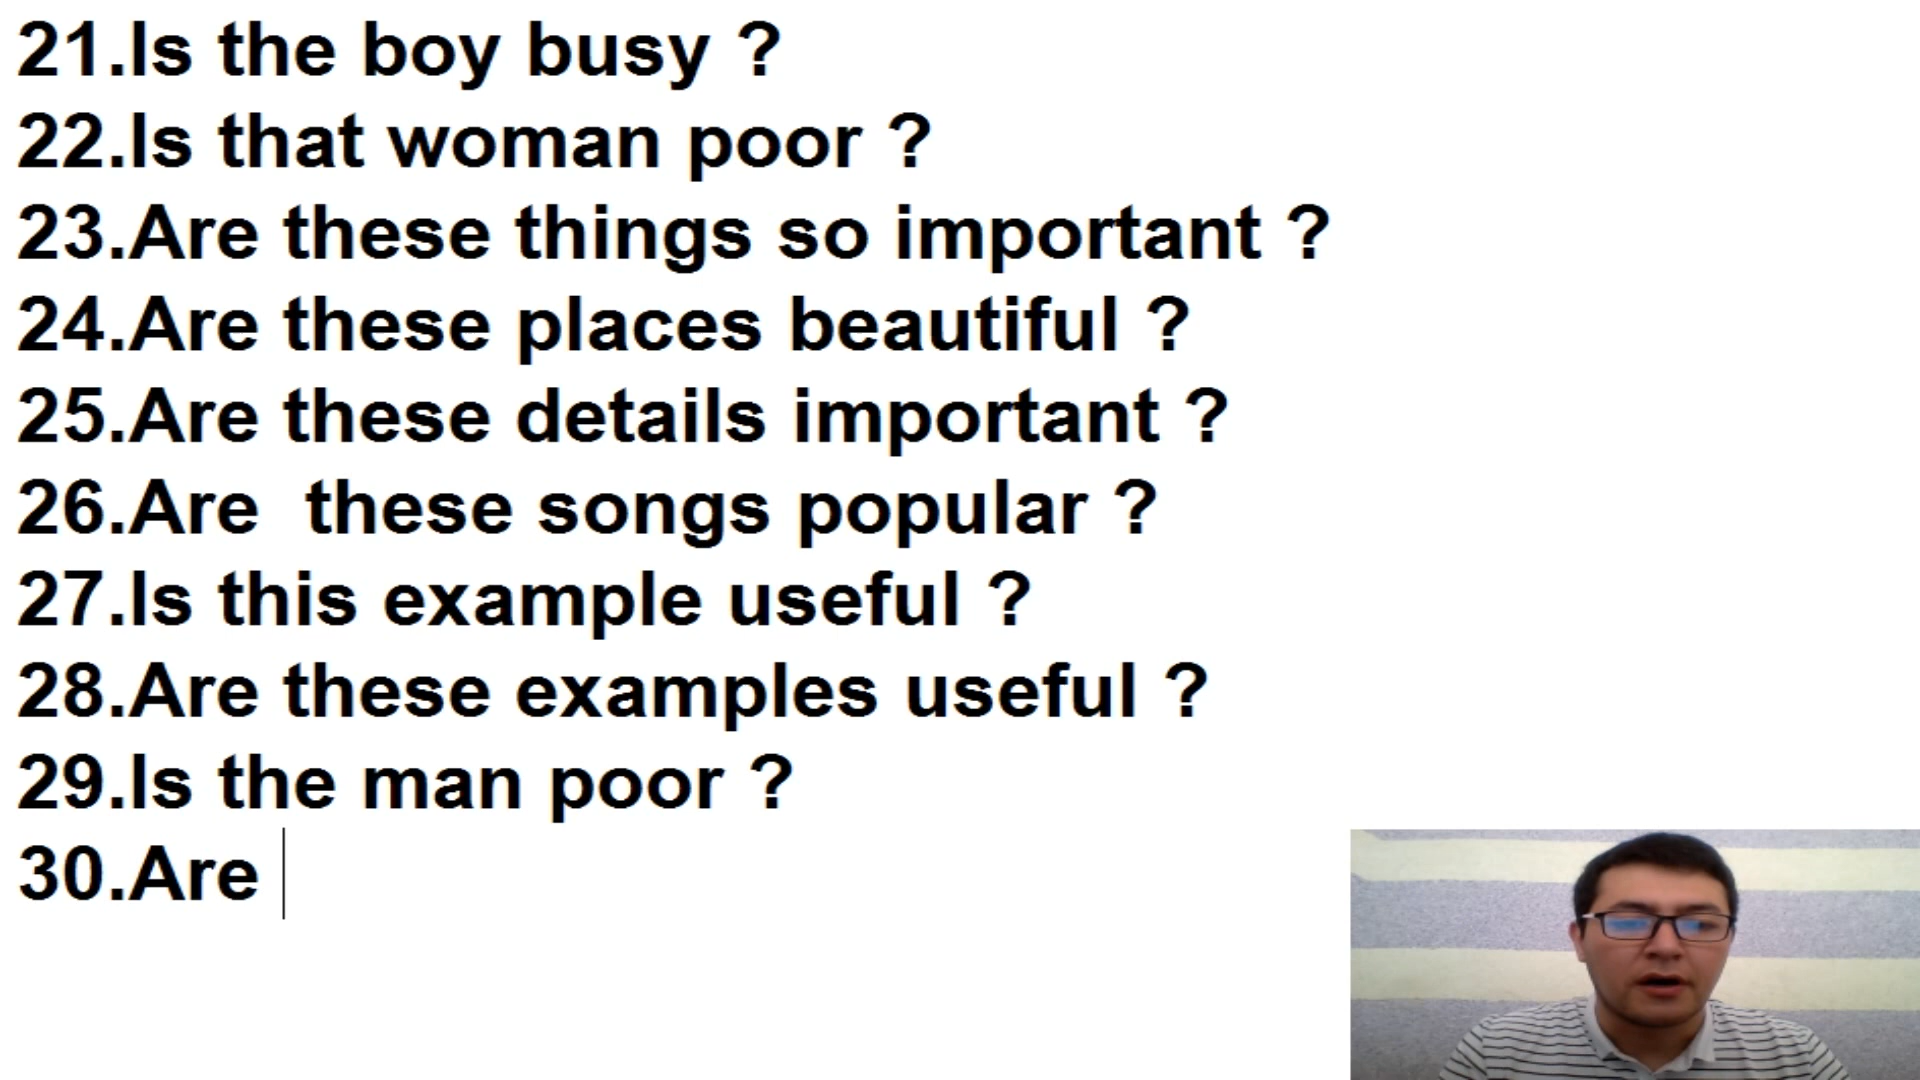 21.Is the boy busy ?
22.Is that woman poor ?
23.Are these things so important ?
24.Are these places beautiful ?
25.Are these details important ?
26.Are  these songs popular ?
27.Is this example useful ?
28.Are these examples useful ?
29.Is the man poor ?
30.Are